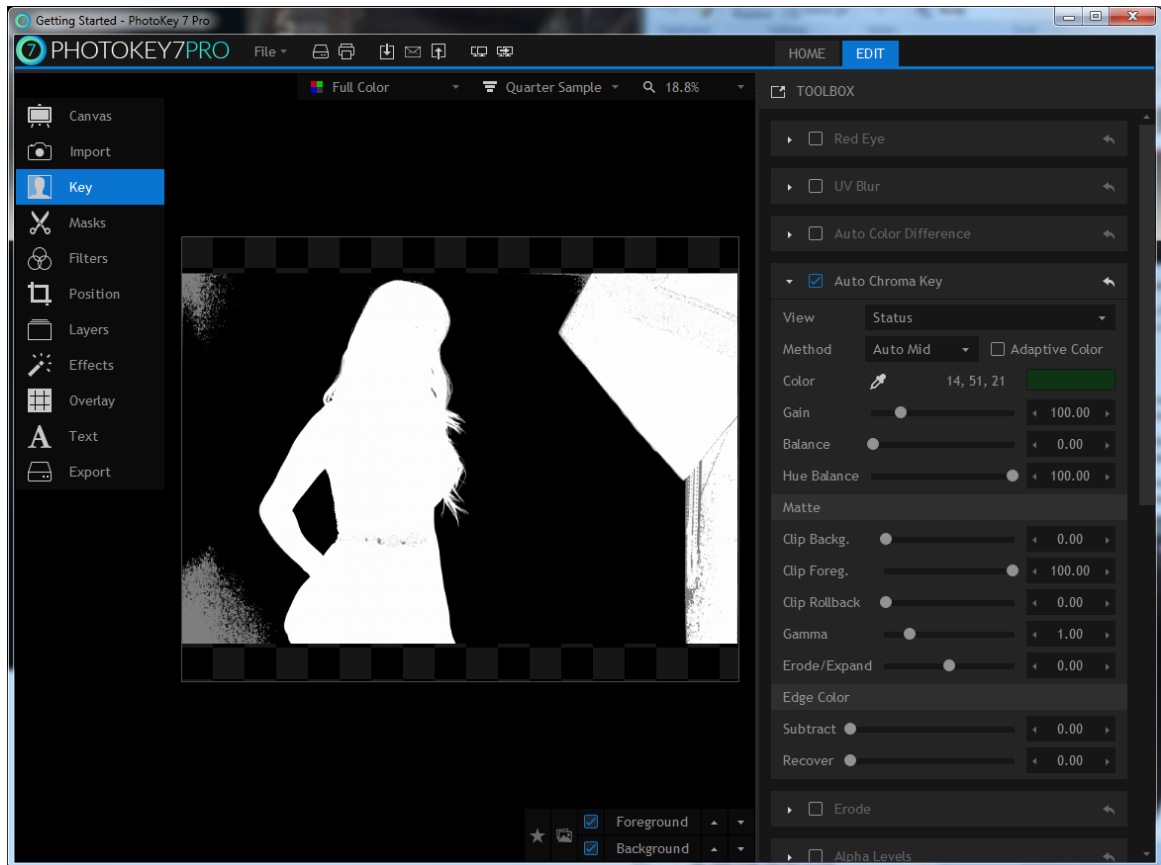 Getting Started - PhotoKey 7 Pro
7 PHOTOKEY7PRO File HOME EDIT
Full Color Quarter Sample 18.8%
TOOLBOX
Canvas
Import
Key
Masks
Filters
Position
Layers
Effects
Overlay
Text
Export
Red Eye
UV Blur
Auto Color Difference
Auto Chroma Key
View Status
Method Auto Mid Adaptive Color
Color 14, 51, 21
Gain 100.00
Balance 0.00
Hue Balance 100.00
Matte
Clip Backg. 0.00
Clip Foreg. 100.00
Clip Rollback 0.00
Gamma 1.00
Erode/Expand 0.00
Edge Color
Subtract 0.00
Recover 0.00
Erode
Alpha Levels
Foreground
Background